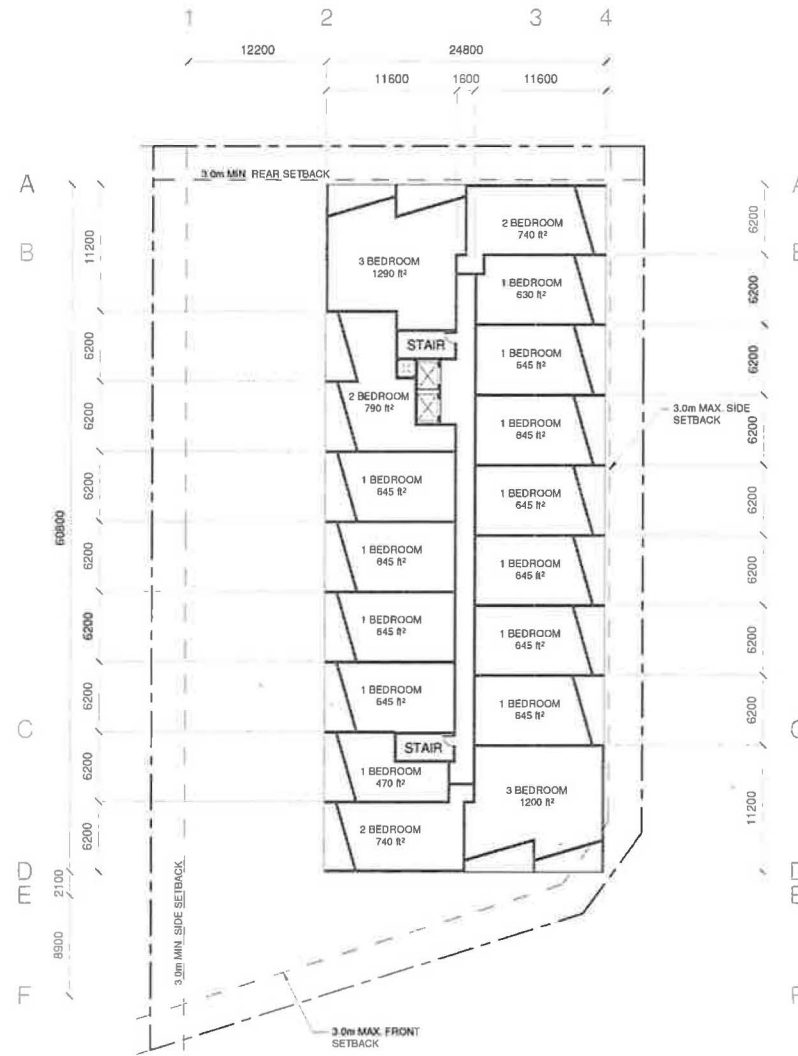 1
2
3
4
12200
24800
11600
1600
11600
3.0m MIN. REAR SETBACK
A
A
B
B
C
C
D
D
E
E
F
F
11200
6200
6200
6200
6200
6200
6200
6200
6200
60800
2100
8900
6200
6200
6200
6200
6200
6200
6200
6200
11200
3 BEDROOM
1290 ft²
STAIR
2 BEDROOM
790 ft²
1 BEDROOM
645 ft²
1 BEDROOM
645 ft²
1 BEDROOM
645 ft²
1 BEDROOM
645 ft²
STAIR
1 BEDROOM
470 ft²
2 BEDROOM
740 ft²
2 BEDROOM
740 ft²
1 BEDROOM
630 ft²
1 BEDROOM
645 ft²
1 BEDROOM
645 ft²
1 BEDROOM
645 ft²
1 BEDROOM
645 ft²
1 BEDROOM
645 ft²
1 BEDROOM
645 ft²
3 BEDROOM
1200 ft²
3.0m MAX. SIDE
SETBACK
3.0m MIN. SIDE SETBACK
3.0m MAX. FRONT
SETBACK